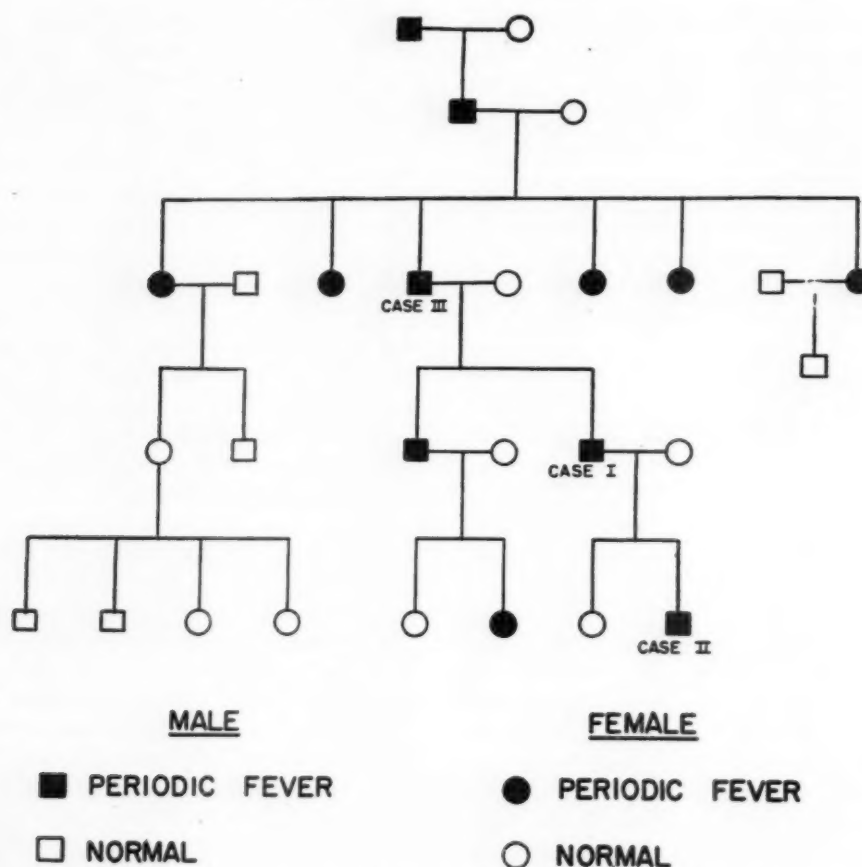 CASE III
CASE I
CASE II
MALE FEMALE
PERIODIC FEVER PERIODIC FEVER
NORMAL NORMAL